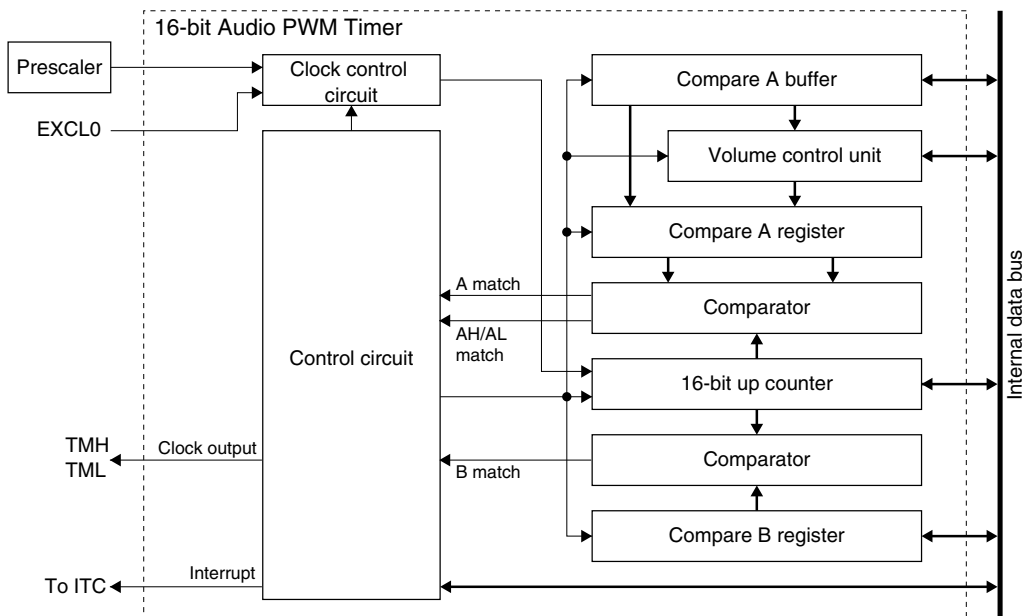 16-bit Audio PWM Timer
Prescaler
EXCL0
Clock control
circuit
Compare A buffer
Volume control unit
Compare A register
A match
AH/AL
match
Comparator
Control circuit
16-bit up counter
TMH
TML
Clock output
B match
Comparator
Compare B register
To ITC
Interrupt
Internal data bus